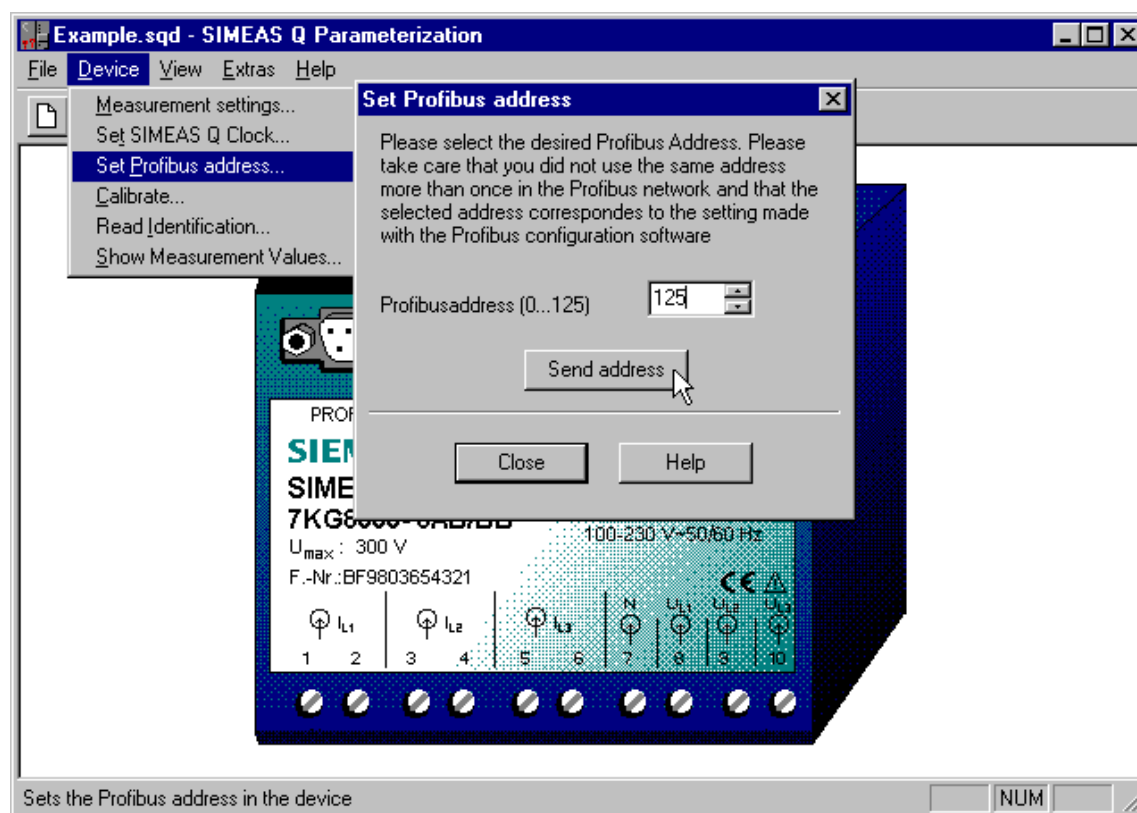 Example.sqd - SIMEAS Q Parameterization
File Device View Extras Help
Measurement settings...
Set SIMEAS Q Clock...
Set Profibus address...
Calibrate...
Read Identification...
Show Measurement Values...
Set Profibus address
Please select the desired Profibus Address. Please
take care that you did not use the same address
more than once in the Profibus network and that the
selected address correspondes to the setting made
with the Profibus configuration software
Profibusaddress (0...125) 125
Send address
Close Help
PROF
SIEM
SIME
100-230 V~50/60 Hz
Umax : 300 V
F.-Nr.:BF9803654321
CE
N UL1 UL2 UL3
IL1 IL2 IL3
1 2 3 4 5 6 7 8 9 10
Sets the Profibus address in the device NUM